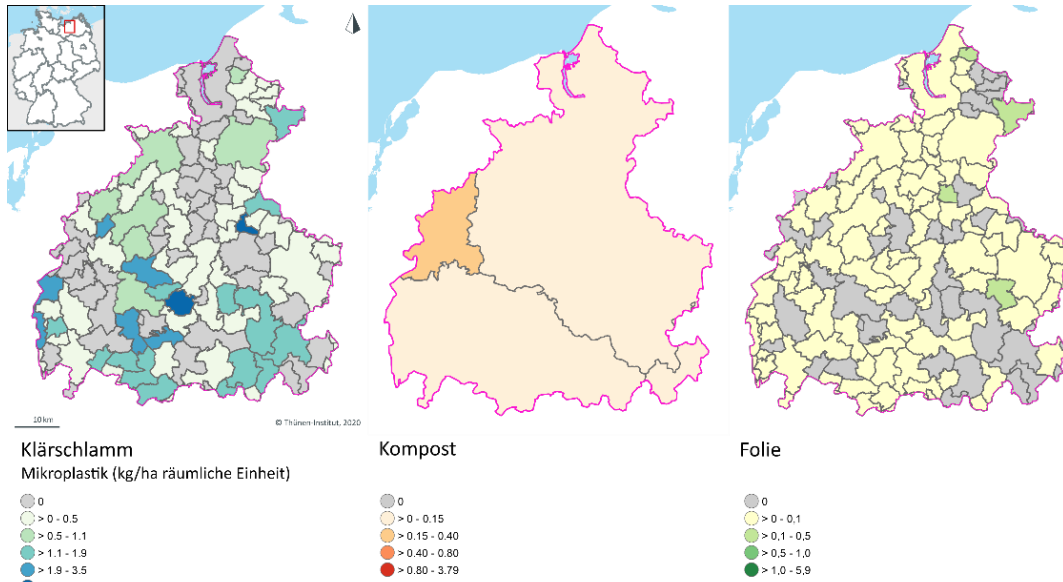 10 km
© Thünen-Institut, 2020
Klärschlamm
Mikroplastik (kg/ha räumliche Einheit)
0
> 0 - 0.5
> 0.5 - 1.1
> 1.1 - 1.9
> 1.9 - 3.5
Kompost
> 0 - 0.15
> 0.15 - 0.40
> 0.40 - 0.80
> 0.80 - 3.79
Folie
0
> 0 - 0,1
> 0,1 - 0,5
> 0,5 - 1,0
> 1,0 - 5,9